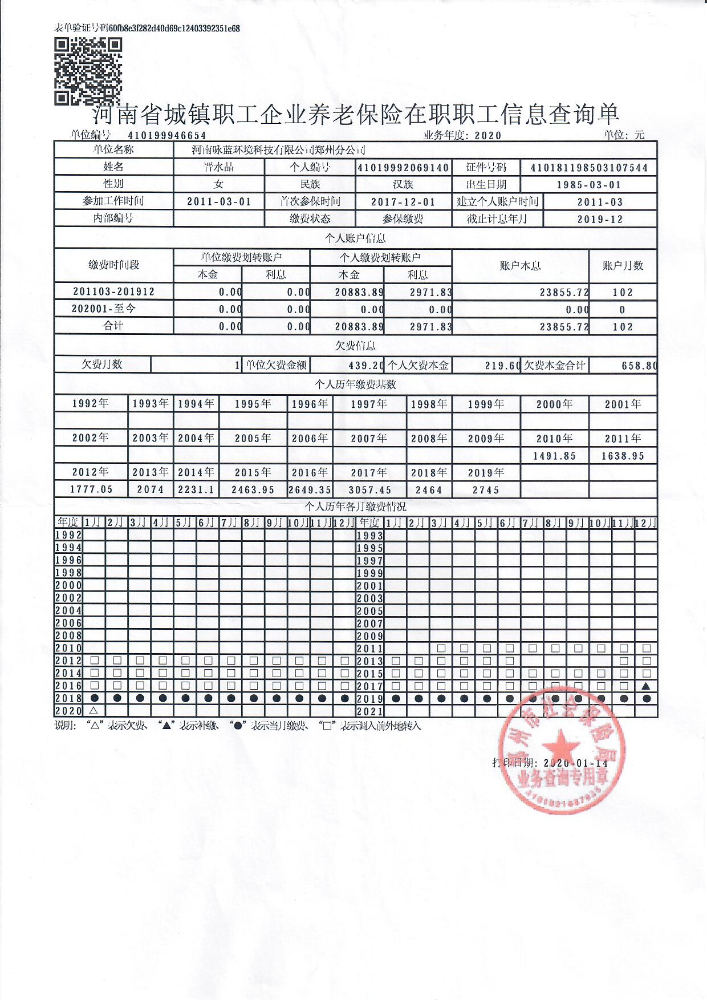 表单验证号码60fb8e3f282d40d69c12403392351e68
河南省城镇职工企业养老保险在职职工信息查询单
单位编号 410199946654 业务年度：2020 单位：元
单位名称 河南咏蓝环境科技有限公司郑州分公司
姓名 水晶 个人编号 41019992069140 证件号码 410181198503107544
性别 女 民族 汉族 出生日期 1985-03-01
参加工作时间 2011-03-01 首次参保时间 2017-12-01 建立个人账户时间 2011-03
内部编号 缴费状态 参保缴费 截止计息年月 2019-12
个人账户信息
缴费时间段 单位缴费划转账户 个人缴费划转账户 账户本息 账户月数
本金 利息 本金 利息
201103-201912 0.00 0.00 20883.89 2971.83 23855.72 102
202001-至今 0.00 0.00 0.00 0.00 0.00 0
合计 0.00 0.00 20883.89 2971.83 23855.72 102
欠费信息
欠费月数 1 单位欠费金额 439.20 个人欠费本金 219.60 欠费本金合计 658.80
个人历年缴费基数
1992年 1993年 1994年 1995年 1996年 1997年 1998年 1999年 2000年 2001年
2002年 2003年 2004年 2005年 2006年 2007年 2008年 2009年 2010年 2011年
1491.85 1638.95
2012年 2013年 2014年 2015年 2016年 2017年 2018年 2019年
1777.05 2074 2231.1 2463.95 2649.35 3057.45 2464 2745
个人历年各月缴费情况
年度 1月 2月 3月 4月 5月 6月 7月 8月 9月 10月 11月 12月 年度 1月 2月 3月 4月 5月 6月 7月 8月 9月 10月 11月 12月
1992 1993
1994 1995
1996 1997
1998 1999
2000 2001
2002 2003
2004 2005
2006 2007
2008 2009
2010 2011 □ □ □ □ □ □ □ □ □ □
2012 □ □ □ □ □ □ □ □ □ □ □ □ 2013 □ □ □ □ □ □ □ □
2014 □ □ □ □ □ □ □ □ □ □ □ □ 2015 □ □ □ □ □ □ □ □ □ □ □ □
2016 □ □ □ □ □ □ □ □ □ □ □ □ 2017 □ □ □ □ □ □ □ □ □ □ □ ▲
2018 ● ● ● ● ● ● ● ● ● ● ● ● 2019 ● ● ● ● ● ● ● ● ● ● ● ●
2020 △ 2021
说明：“△”表示欠费、“▲”表示补缴、“●”表示当月缴费、“□”表示调入前外地转入
郑州市社会保险局
打印日期：2020-01-14
业务查询专用章